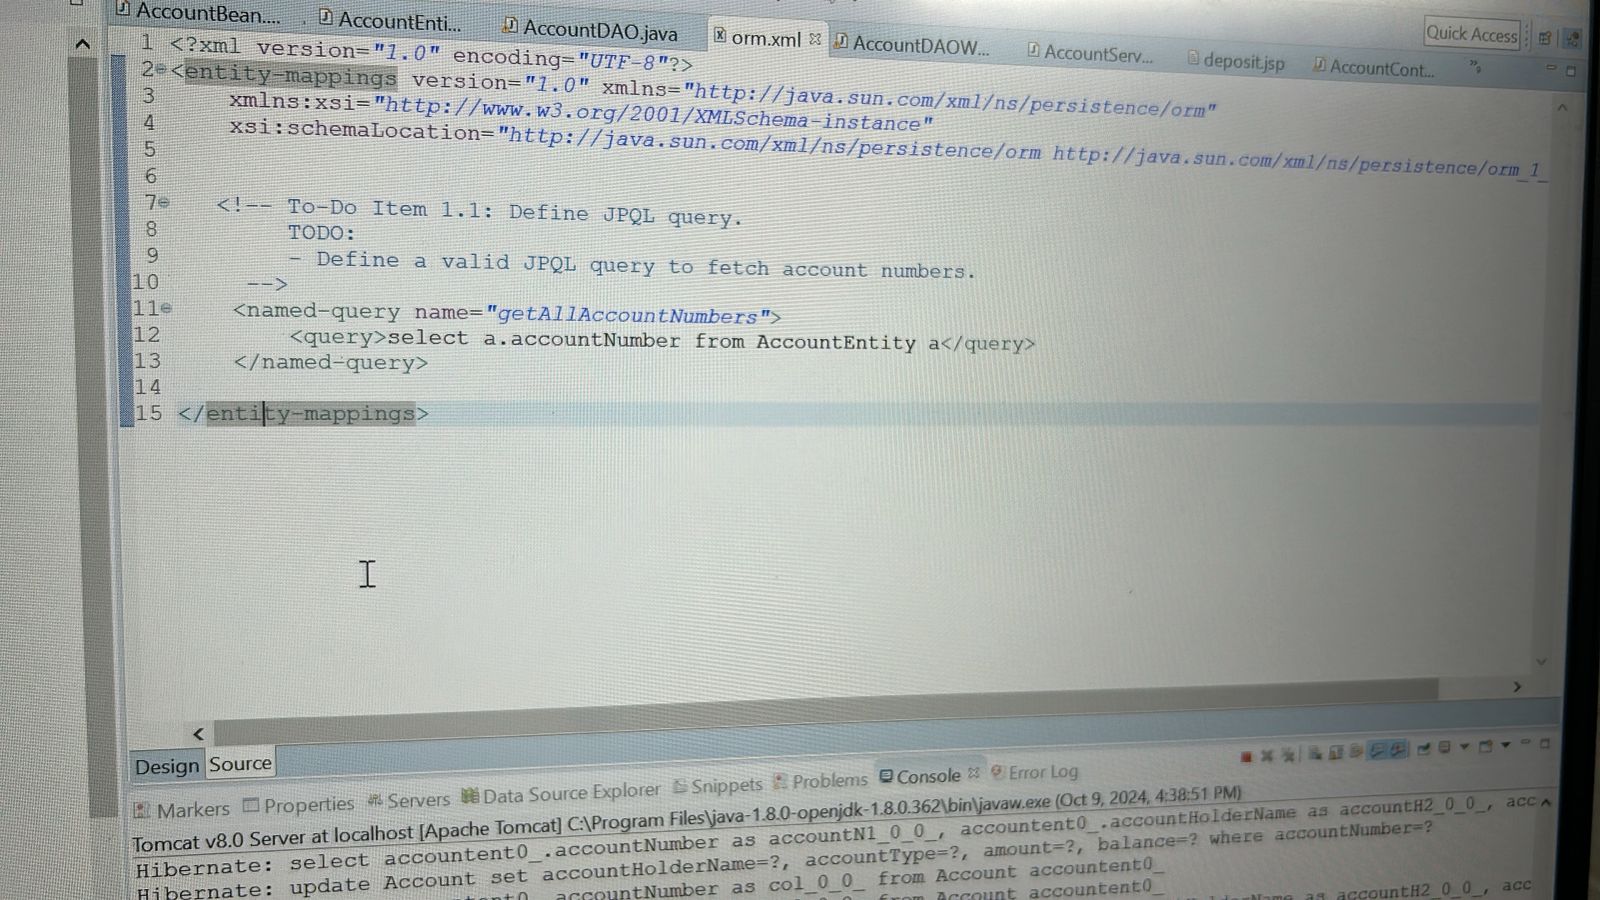 AccountBean....
AccountEnti...
AccountDAO.java
orm.xml
AccountDAOW...
AccountServ...
deposit.jsp
AccountCont...
Quick Access
1 <?xml version="1.0" encoding="UTF-8"?>
2 <entity-mappings version="1.0" xmlns="http://java.sun.com/xml/ns/persistence/orm"
3 xmlns:xsi="http://www.w3.org/2001/XMLSchema-instance"
4 xsi:schemaLocation="http://java.sun.com/xml/ns/persistence/orm http://java.sun.com/xml/ns/persistence/orm_1_
5
6
7 <!-- To-Do Item 1.1: Define JPQL query.
8 TODO:
9 - Define a valid JPQL query to fetch account numbers.
10 -->
11 <named-query name="getAllAccountNumbers">
12 <query>select a.accountNumber from AccountEntity a</query>
13 </named-query>
14
15 </entity-mappings>
Design Source
Markers Properties Servers Data Source Explorer Snippets Problems Console Error Log
Tomcat v8.0 Server at localhost [Apache Tomcat] C:\Program Files\java-1.8.0-openjdk-1.8.0.362\bin\javaw.exe (Oct 9, 2024, 4:38:51 PM)
Hibernate: select accountent0_.accountNumber as accountN1_0_0_, accountent0_.accountHolderName as accountH2_0_0_, acc
Hibernate: update Account set accountHolderName=?, accountType=?, amount=?, balance=? where accountNumber=?
accountNumber as col_0_0_ from Account accountent0_
from Account accountent0_
as accountH2_0_0_, acc